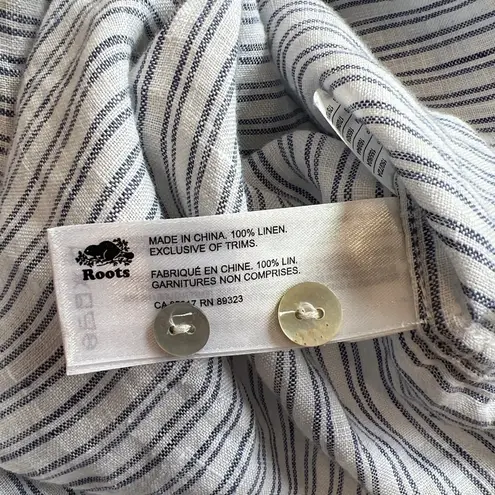 Roots
MADE IN CHINA. 100% LINEN.
EXCLUSIVE OF TRIMS.
FABRIQUÉ EN CHINE. 100% LIN.
GARNITURES NON COMPRISES.
CA RN 89323